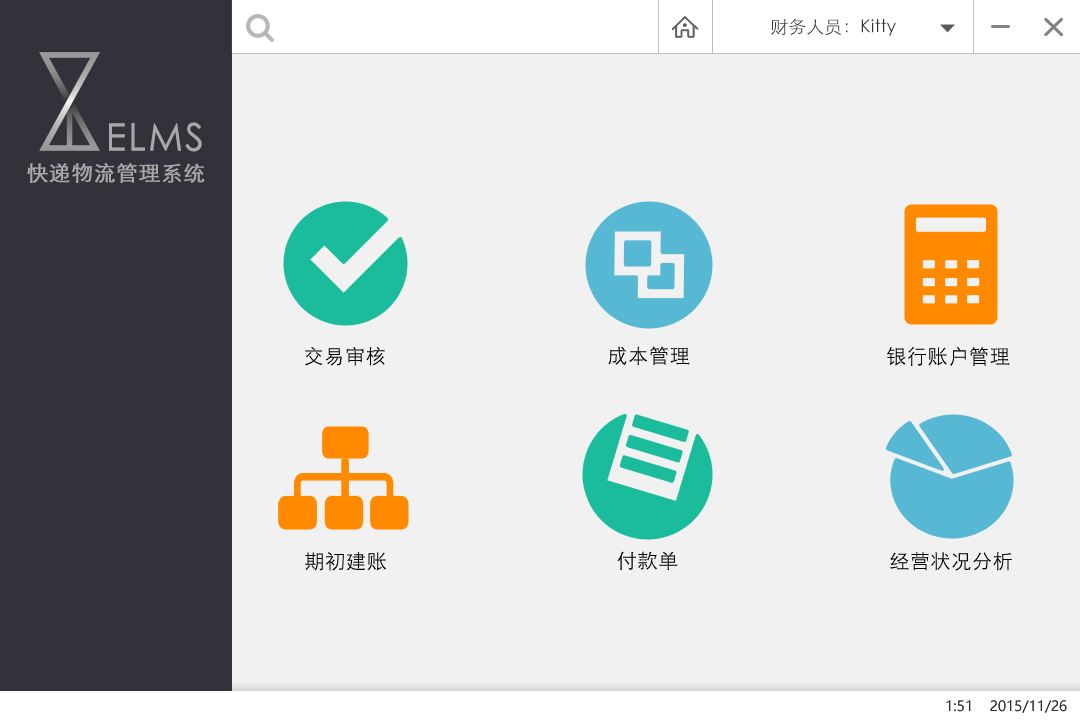 财务人员：Kitty
ELMS
快递物流管理系统
交易审核
成本管理
银行账户管理
期初建账
付款单
经营状况分析
1:51 2015/11/26